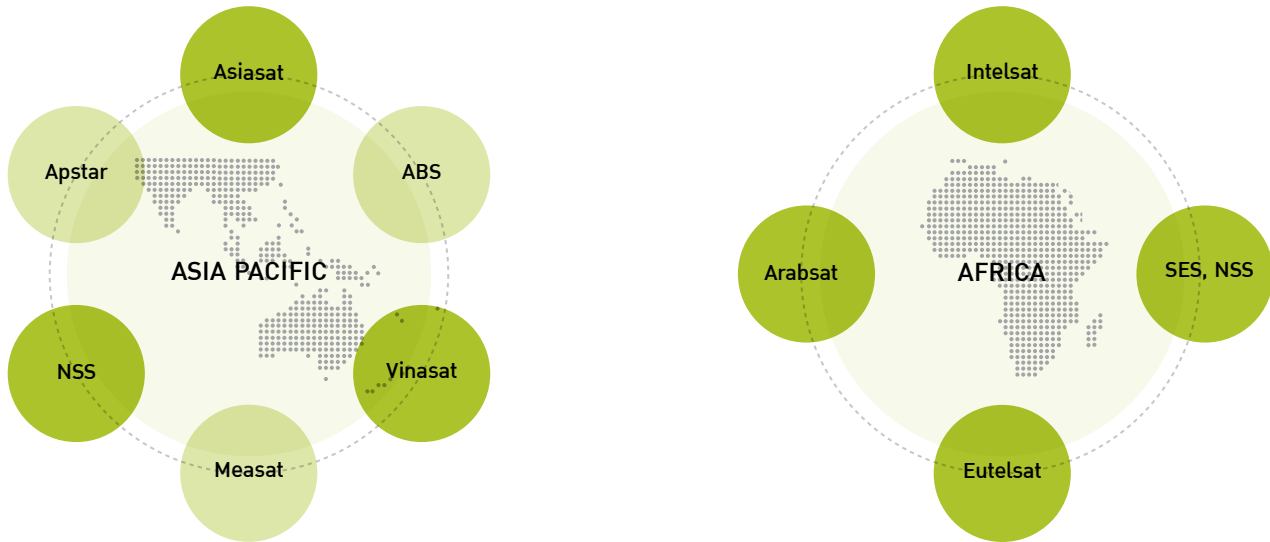 Asiasat
Apstar
ABS
ASIA PACIFIC
NSS
Vinasat
Measat
Intelsat
Arabsat
AFRICA
SES, NSS
Eutelsat